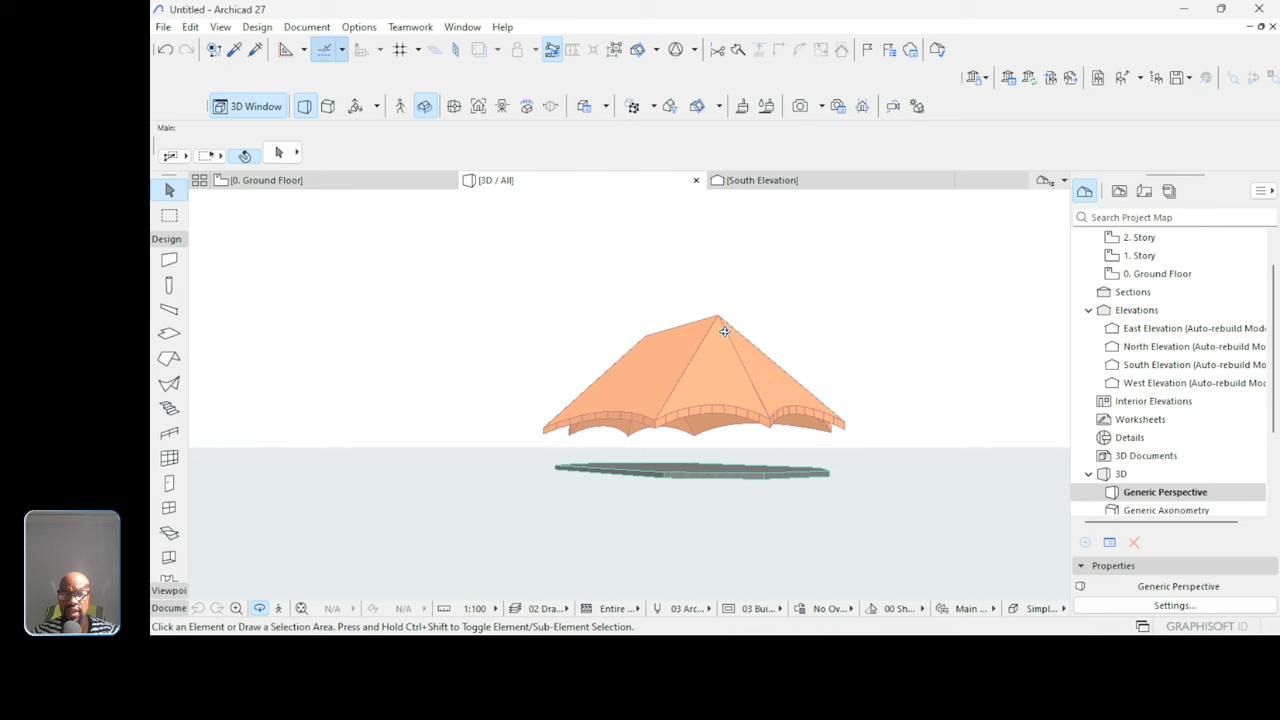 Untitled - Archicad 27
File Edit View Design Document Options Teamwork Window Help
3D Window
Main:
[0. Ground Floor]
[3D / All]
[South Elevation]
Search Project Map
Design
2. Story
1. Story
0. Ground Floor
Sections
Elevations
East Elevation (Auto-rebuild Mode
North Elevation (Auto-rebuild Mo
South Elevation (Auto-rebuild Mo
West Elevation (Auto-rebuild Mo
Interior Elevations
Worksheets
Details
3D Documents
3D
Generic Perspective
Generic Axonometry
Properties
Generic Perspective
Settings...
Viewpoi
Docume
N/A N/A 1:100 02 Dra... Entire ... 03 Arc... 03 Bui... No Ov... 00 Sh... Main ... Simpl...
Click an Element or Draw a Selection Area. Press and Hold Ctrl+Shift to Toggle Element/Sub-Element Selection.
GRAPHISOFT ID